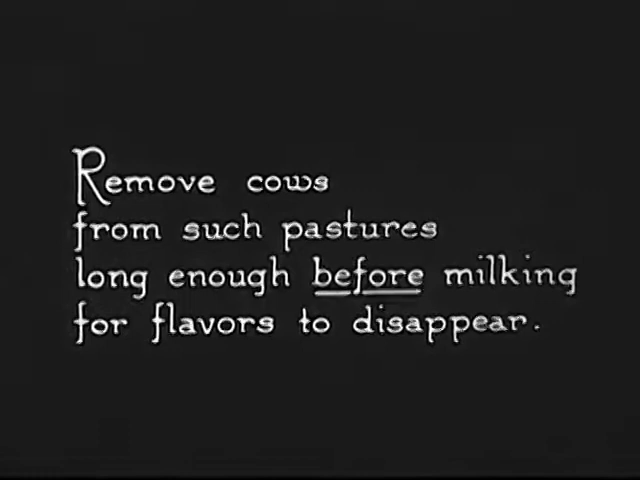 Remove cows
from such pastures
long enough before milking
for flavors to disappear.